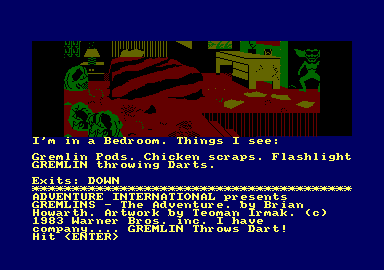 I'm in a Bedroom. Things I see:
Gremlin Pods. Chicken scraps. Flashlight
GREMLIN throwing Darts.
Exits: DOWN
****************************************
ADVENTURE INTERNATIONAL presents
GREMLINS - The Adventure. by Brian
Howarth. Artwork by Teoman Irmak. (c)
1983 Warner Bros. inc. I have
company.... GREMLIN Throws Dart!
Hit <ENTER>